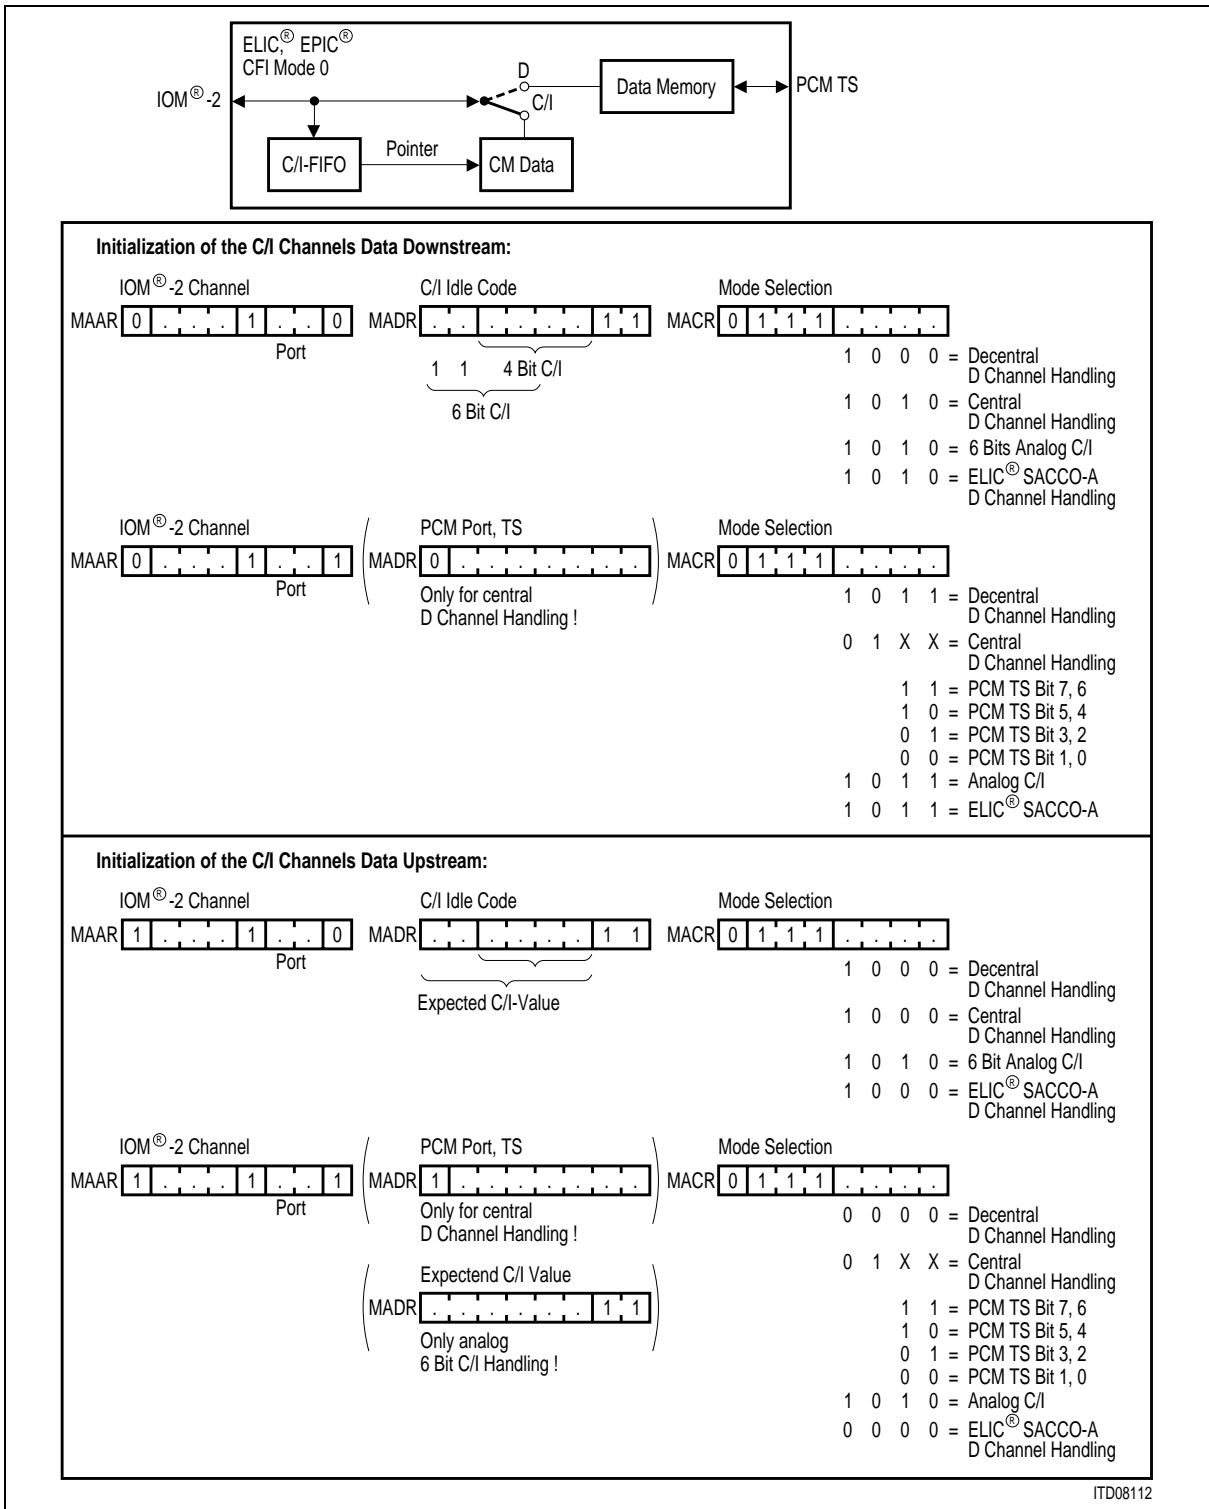 ELIC,® EPIC®
CFI Mode 0
IOM®-2
D
C/I
Data Memory
PCM TS
C/I-FIFO
Pointer
CM Data
Initialization of the C/I Channels Data Downstream:
IOM®-2 Channel C/I Idle Code Mode Selection
MAAR 0 . . . 1 . . 0 MADR . . . . . . 1 1 MACR 0 1 1 1 . . . .
Port
1 1 4 Bit C/I
6 Bit C/I
1 0 0 0 = Decentral
D Channel Handling
1 0 1 0 = Central
D Channel Handling
1 0 1 0 = 6 Bits Analog C/I
1 0 1 0 = ELIC® SACCO-A
D Channel Handling
IOM®-2 Channel PCM Port, TS Mode Selection
MAAR 0 . . . 1 . . 1 (MADR 0 . . . . . . . . .) MACR 0 1 1 1 . . . .
Port
Only for central
D Channel Handling !
1 0 1 1 = Decentral
D Channel Handling
0 1 X X = Central
D Channel Handling
1 1 = PCM TS Bit 7, 6
1 0 = PCM TS Bit 5, 4
0 1 = PCM TS Bit 3, 2
0 0 = PCM TS Bit 1, 0
1 0 1 1 = Analog C/I
1 0 1 1 = ELIC® SACCO-A
Initialization of the C/I Channels Data Upstream:
IOM®-2 Channel C/I Idle Code Mode Selection
MAAR 1 . . . 1 . . 0 MADR . . . . . . 1 1 MACR 0 1 1 1 . . . .
Port
Expected C/I-Value
1 0 0 0 = Decentral
D Channel Handling
1 0 0 0 = Central
D Channel Handling
1 0 1 0 = 6 Bit Analog C/I
1 0 0 0 = ELIC® SACCO-A
D Channel Handling
IOM®-2 Channel PCM Port, TS Mode Selection
MAAR 1 . . . 1 . . 1 (MADR 1 . . . . . . . . .) MACR 0 1 1 1 . . . .
Port
Only for central
D Channel Handling !
Expectend C/I Value
(MADR . . . . . . . 1 1)
Only analog
6 Bit C/I Handling !
0 0 0 0 = Decentral
D Channel Handling
0 1 X X = Central
D Channel Handling
1 1 = PCM TS Bit 7, 6
1 0 = PCM TS Bit 5, 4
0 1 = PCM TS Bit 3, 2
0 0 = PCM TS Bit 1, 0
1 0 1 0 = Analog C/I
0 0 0 0 = ELIC® SACCO-A
D Channel Handling
ITD08112